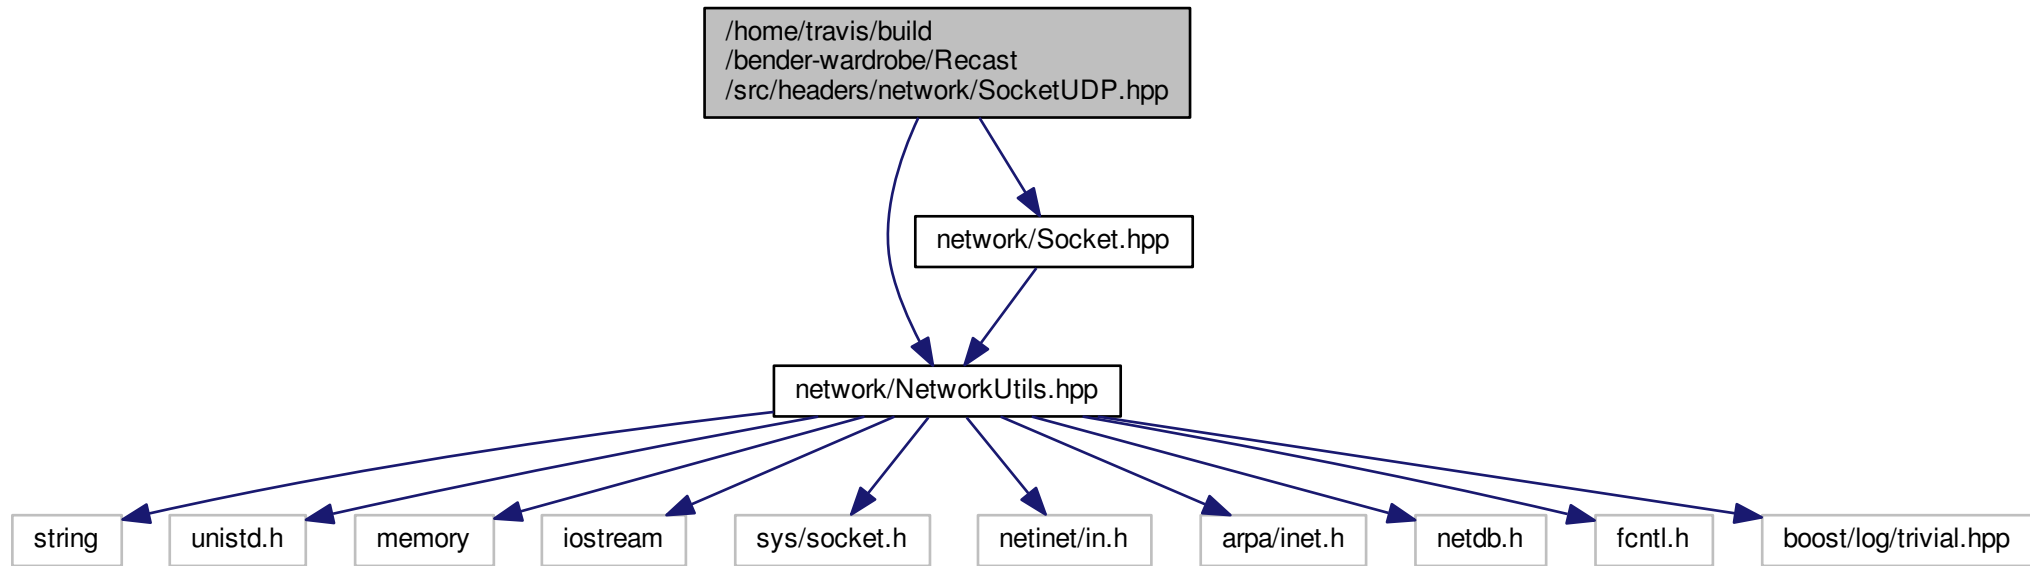 /home/travis/build
/bender-wardrobe/Recast
/src/headers/network/SocketUDP.hpp
network/Socket.hpp
network/NetworkUtils.hpp
string
unistd.h
memory
iostream
sys/socket.h
netinet/in.h
arpa/inet.h
netdb.h
fcntl.h
boost/log/trivial.hpp